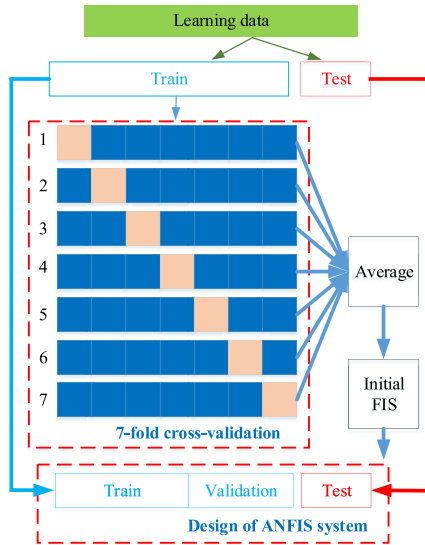 Learning data
Train
Test
1
2
3
4
5
6
7
7-fold cross-validation
Average
Initial
FIS
Train
Validation
Test
Design of ANFIS system